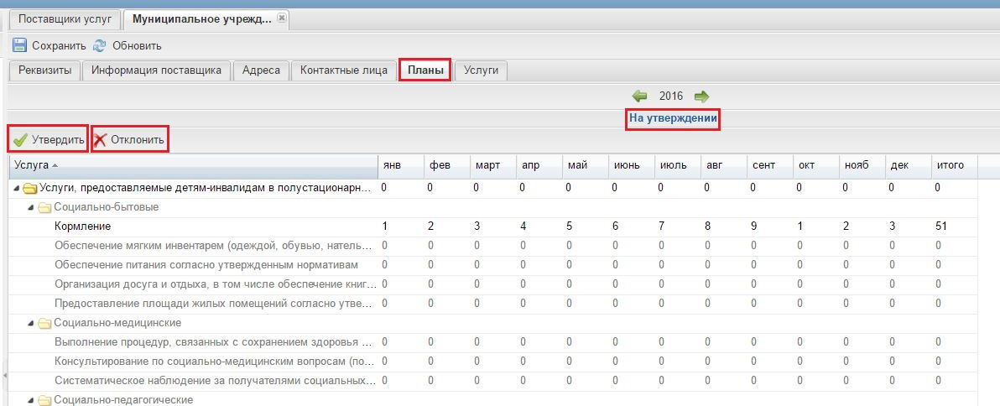 Поставщики услуг Муниципальное учрежд...
Сохранить Обновить
Реквизиты Информация поставщика Адреса Контактные лица Планы Услуги
2016
На утверждении
Утвердить Отклонить
Услуга янв фев март апр май июнь июль авг сент окт нояб дек итого
Услуги, предоставляемые детям-инвалидам в полустационарн... 0 0 0 0 0 0 0 0 0 0 0 0 0
Социально-бытовые
Кормление 1 2 3 4 5 6 7 8 9 1 2 3 51
Обеспечение мягким инвентарем (одеждой, обувью, натель... 0 0 0 0 0 0 0 0 0 0 0 0 0
Обеспечение питания согласно утвержденным нормативам 0 0 0 0 0 0 0 0 0 0 0 0 0
Организация досуга и отдыха, в том числе обеспечение книг... 0 0 0 0 0 0 0 0 0 0 0 0 0
Предоставление площади жилых помещений согласно утве... 0 0 0 0 0 0 0 0 0 0 0 0 0
Социально-медицинские
Выполнение процедур, связанных с сохранением здоровья ... 0 0 0 0 0 0 0 0 0 0 0 0 0
Консультирование по социально-медицинским вопросам (по... 0 0 0 0 0 0 0 0 0 0 0 0 0
Систематическое наблюдение за получателями социальных... 0 0 0 0 0 0 0 0 0 0 0 0 0
Социально-педагогические